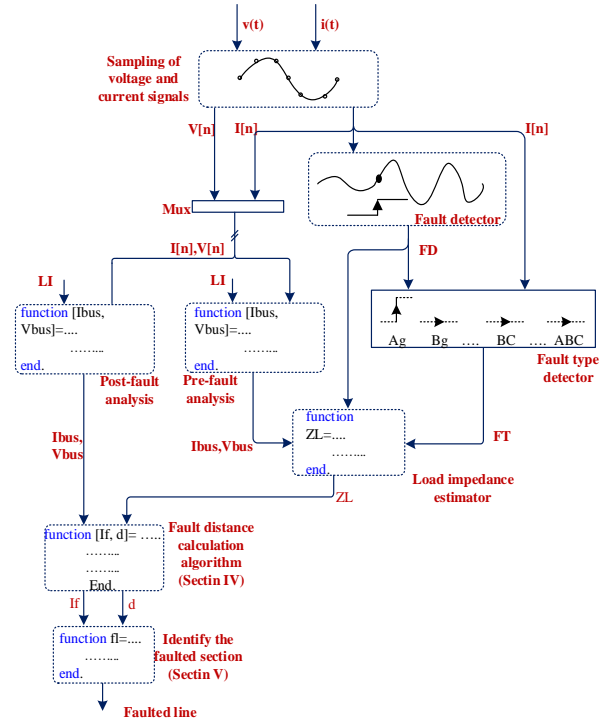 v(t)
i(t)
Sampling of
voltage and
current signals
V[n]
I[n]
I[n]
Mux
Fault detector
I[n],V[n]
FD
LI
LI
function [Ibus,
Vbus]=....
........
end.
function [Ibus,
Vbus]=....
........
end.
Ag
Bg
....
BC
....
ABC
Fault type
detector
Post-fault
analysis
Pre-fault
analysis
function
ZL=....
........
end.
Ibus,
Vbus
Ibus,Vbus
FT
Load impedance
estimator
ZL
function [If, d]= .....
........
........
End.
Fault distance
calculation
algorithm
(Sectin IV)
If
d
function fl=....
........
end.
Identify the
faulted section
(Sectin V)
Faulted line